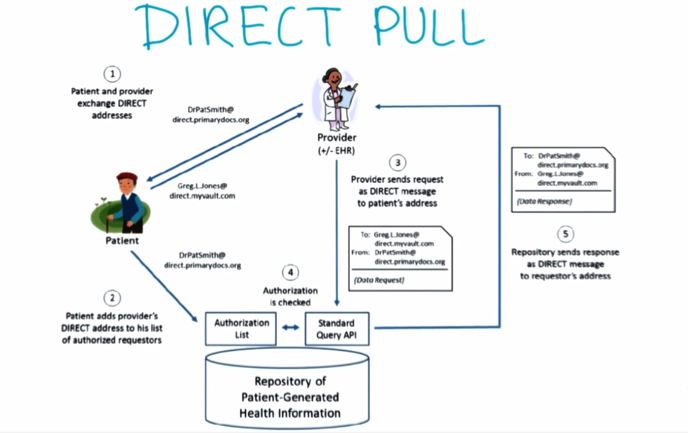 DIRECT PULL
1
Patient and provider
exchange DIRECT
addresses
DrPatSmith@
direct.primarydocs.org
Provider
(+/- EHR)
Greg.L.Jones@
direct.myvault.com
Patient
3
Provider sends request
as DIRECT message
to patient's address
To: DrPatSmith@
direct.primarydocs.org
From: Greg.L.Jones@
direct.myvault.com
(Data Response)
5
Repository sends response
as DIRECT message
to requestor's address
To: Greg.L.Jones@
direct.myvault.com
From: DrPatSmith@
direct.primarydocs.org
(Data Request)
DrPatSmith@
direct.primarydocs.org
4
Authorization
is checked
2
Patient adds provider's
DIRECT address to his list
of authorized requestors
Authorization
List
Standard
Query API
Repository of
Patient-Generated
Health Information